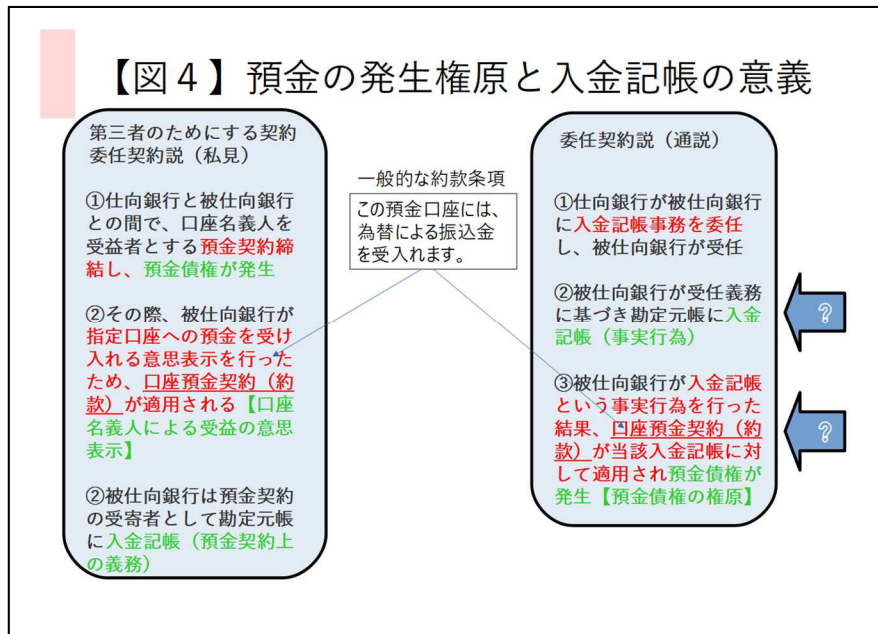 【図４】預金の発生権原と入金記帳の意義
第三者のためにする契約
委任契約説（私見）
①仕向銀行と被仕向銀行
との間で、口座名義人を
受益者とする預金契約締
結し、預金債権が発生
②その際、被仕向銀行が
指定口座への預金を受け
入れる意思表示を行った
ため、口座預金契約（約
款）が適用される【口座
名義人による受益の意思
表示】
②被仕向銀行は預金契約
の受寄者として勘定元帳
に入金記帳（預金契約上
の義務）
一般的な約款条項
この預金口座には、
為替による振込金
を受入れます。
委任契約説（通説）
①仕向銀行が被仕向銀行
に入金記帳事務を委任
し、被仕向銀行が受任
②被仕向銀行が受任義務
に基づき勘定元帳に入金
記帳（事実行為）
③被仕向銀行が入金記帳
という事実行為を行った
結果、口座預金契約（約
款）が当該入金記帳に対
して適用され預金債権が
発生【預金債権の権原】
？
？